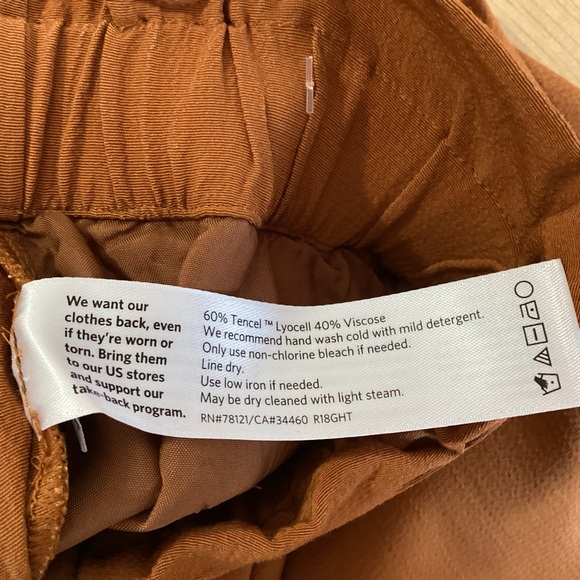 We want our
clothes back, even
if they're worn or
torn. Bring them
to our US stores
and support our
take-back program.
60% Tencel™ Lyocell 40% Viscose
We recommend hand wash cold with mild detergent.
Only use non-chlorine bleach if needed.
Line dry.
Use low iron if needed.
May be dry cleaned with light steam.
RN#78121/CA#34460 R18GHT